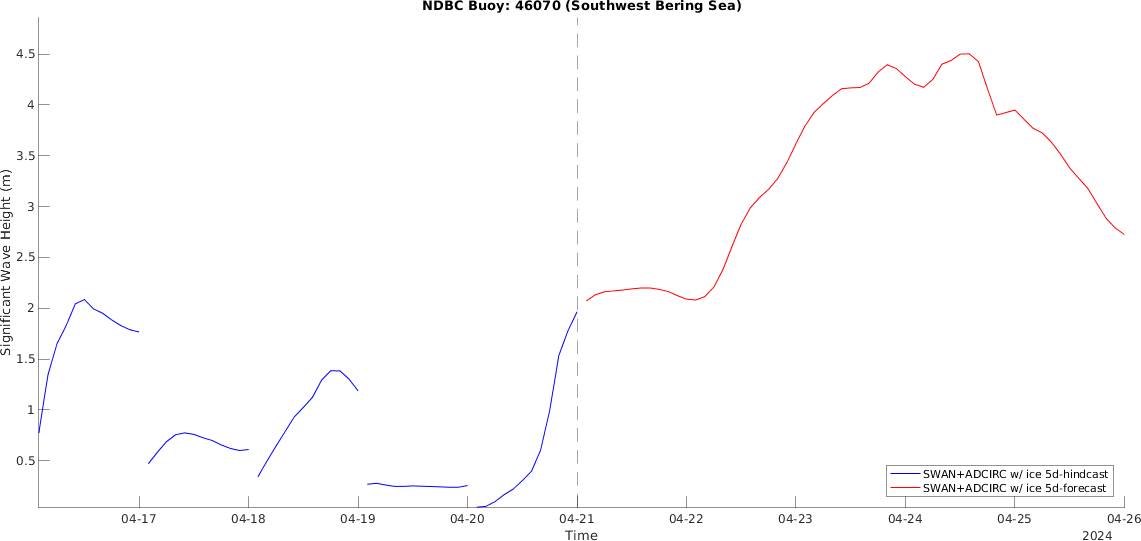 NDBC Buoy: 46070 (Southwest Bering Sea)
4.5
4
3.5
3
2.5
2
1.5
1
0.5
Significant Wave Height (m)
SWAN+ADCIRC w/ ice 5d-hindcast
SWAN+ADCIRC w/ ice 5d-forecast
04-17 04-18 04-19 04-20 04-21 04-22 04-23 04-24 04-25 04-26
Time
2024